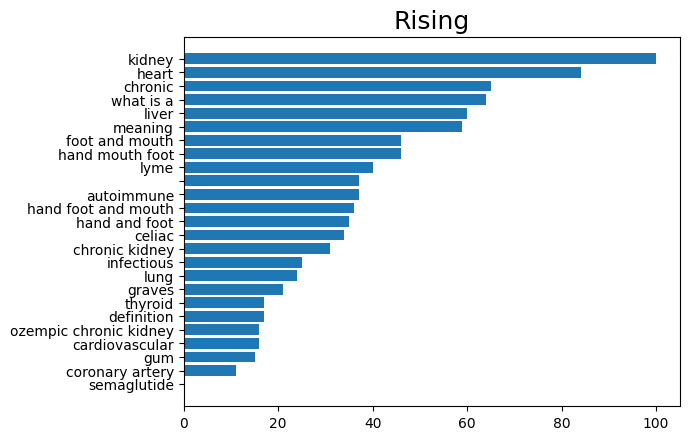 Rising
kidney
heart
chronic
what is a
liver
meaning
foot and mouth
hand mouth foot
lyme
autoimmune
hand foot and mouth
hand and foot
celiac
chronic kidney
infectious
lung
graves
thyroid
definition
ozempic chronic kidney
cardiovascular
gum
coronary artery
semaglutide
0 20 40 60 80 100